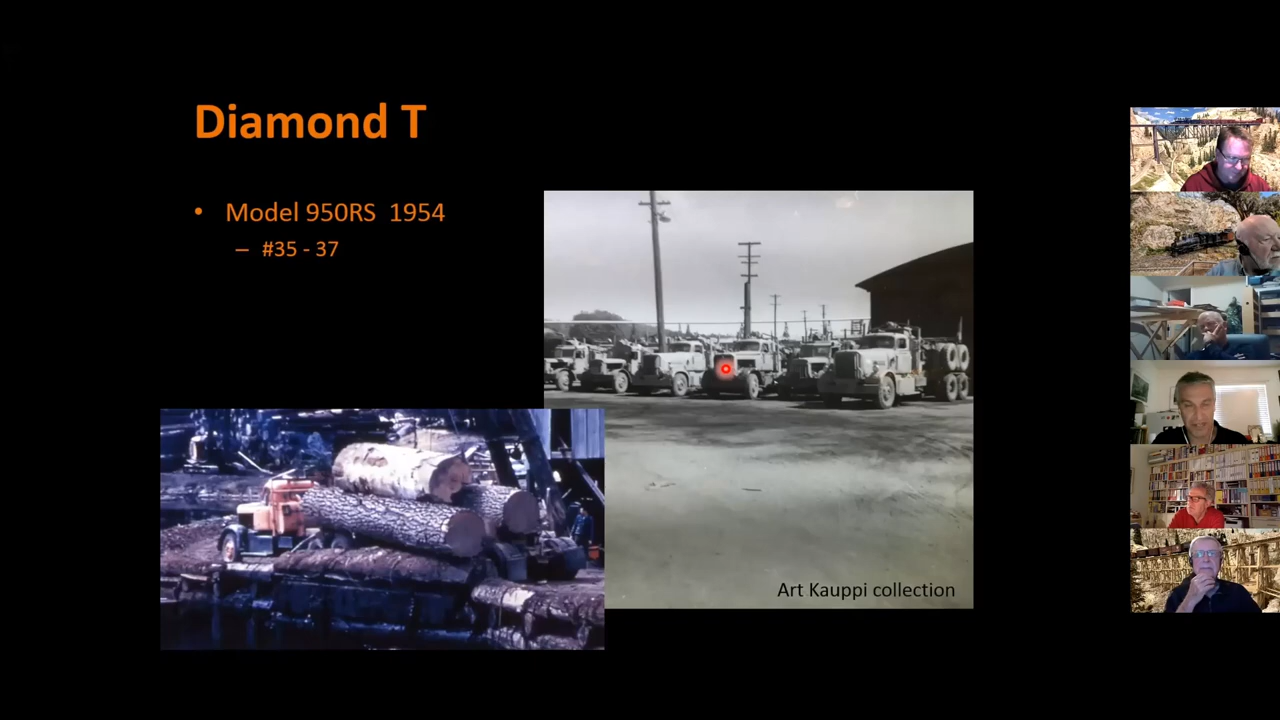 Diamond T
• Model 950RS 1954
– #35 - 37
Art Kauppi collection